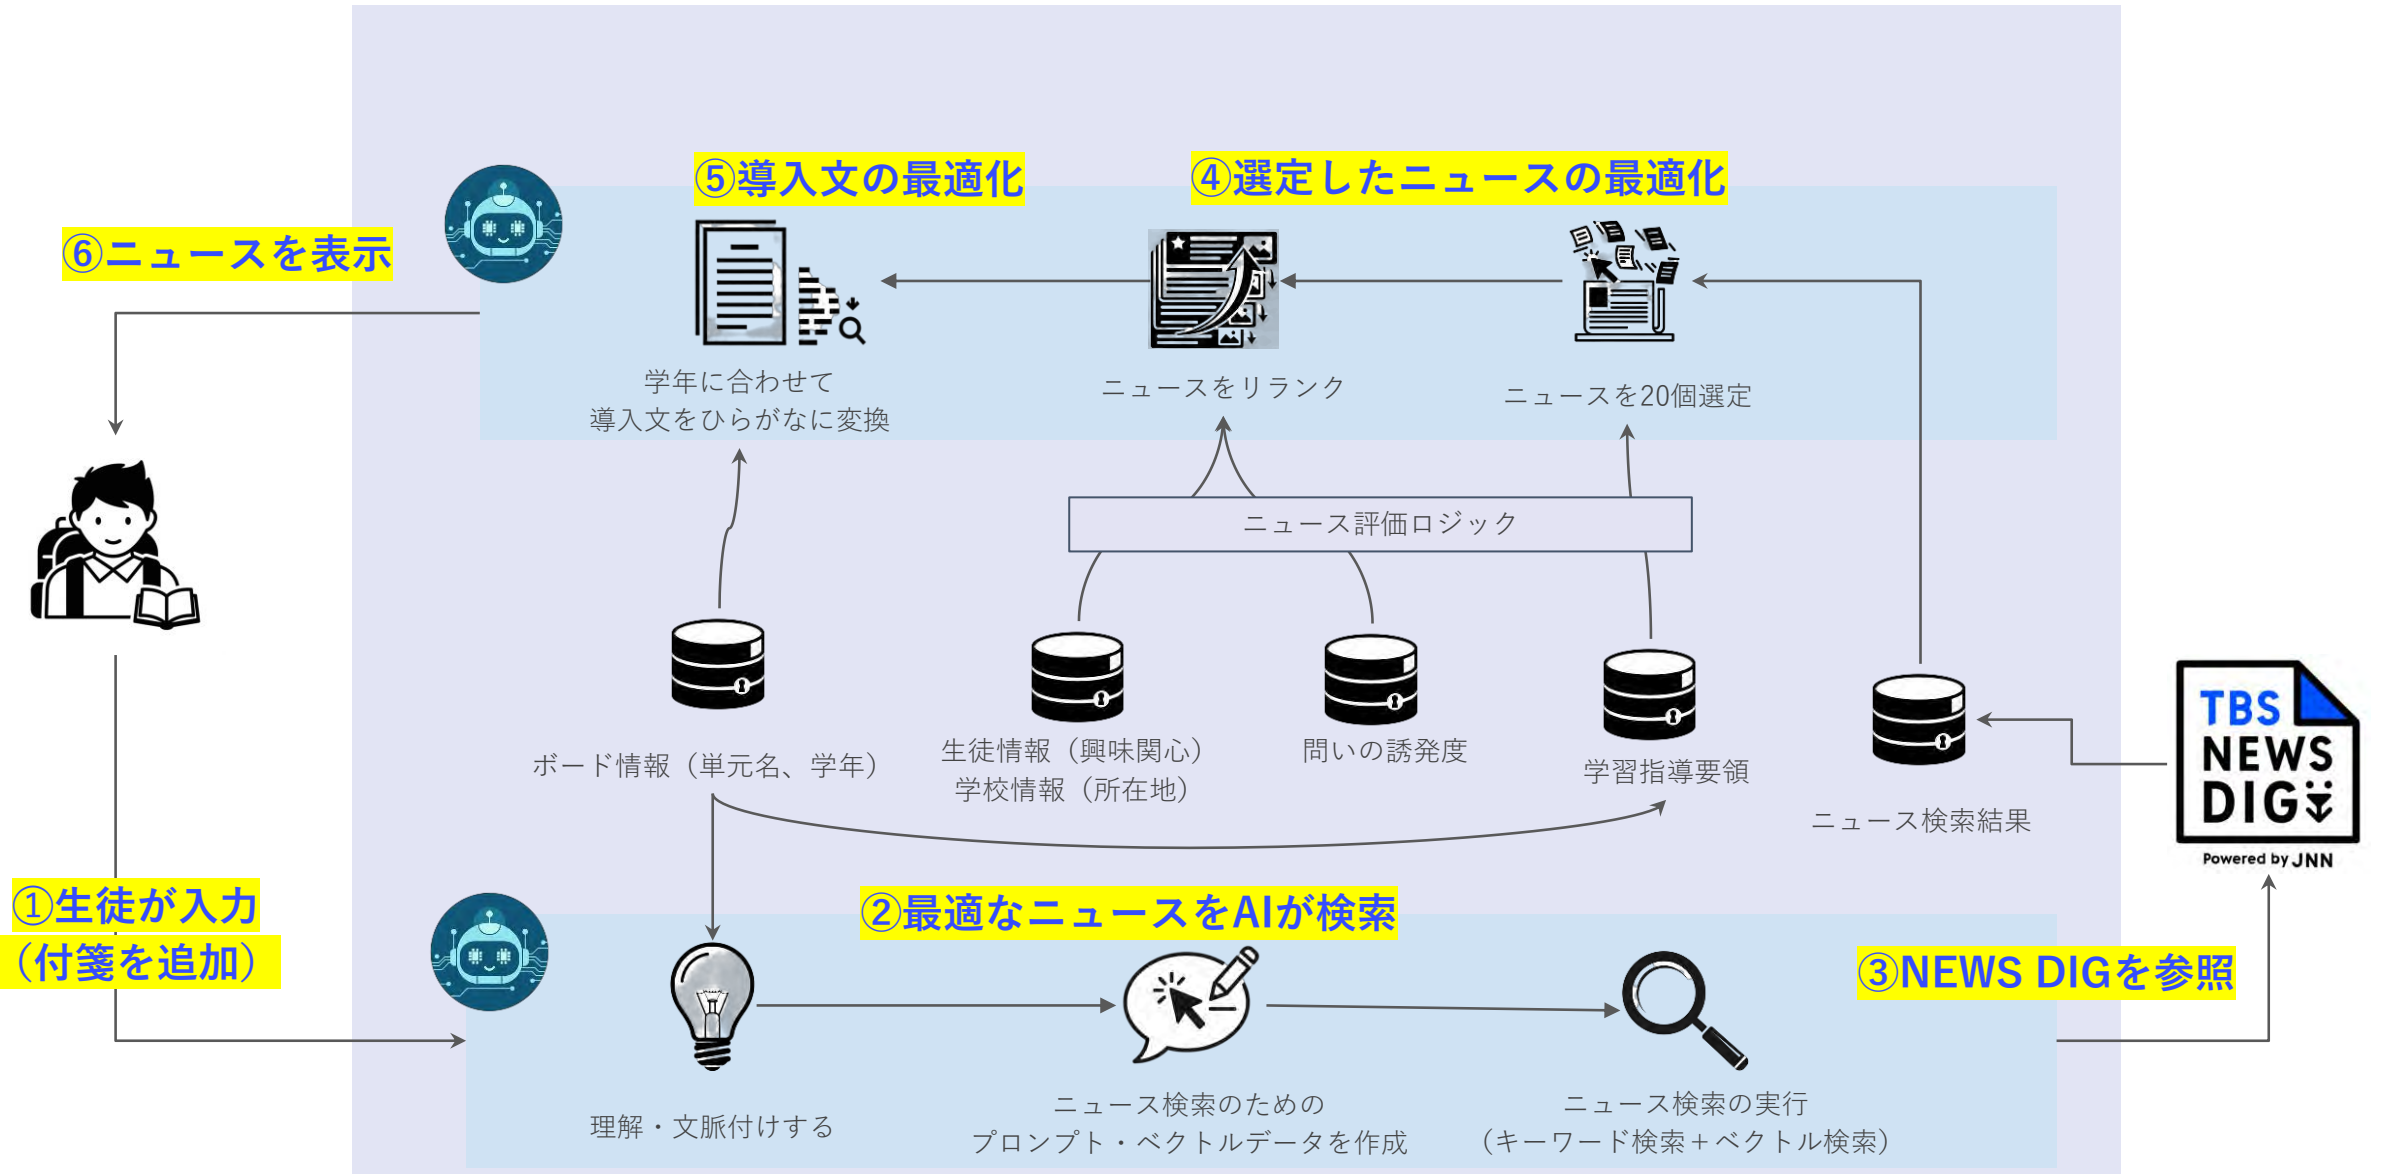 ⑤導入文の最適化
④選定したニュースの最適化
⑥ニュースを表示
学年に合わせて
導入文をひらがなに変換
ニュースをリランク
ニュースを20個選定
ニュース評価ロジック
ボード情報（単元名、学年）
生徒情報（興味関心）
学校情報（所在地）
問いの誘発度
学習指導要領
ニュース検索結果
TBS
NEWS
DIG
Powered by JNN
①生徒が入力
（付箋を追加）
②最適なニュースをAIが検索
③NEWS DIGを参照
理解・文脈付けする
ニュース検索のための
プロンプト・ベクトルデータを作成
ニュース検索の実行
（キーワード検索＋ベクトル検索）